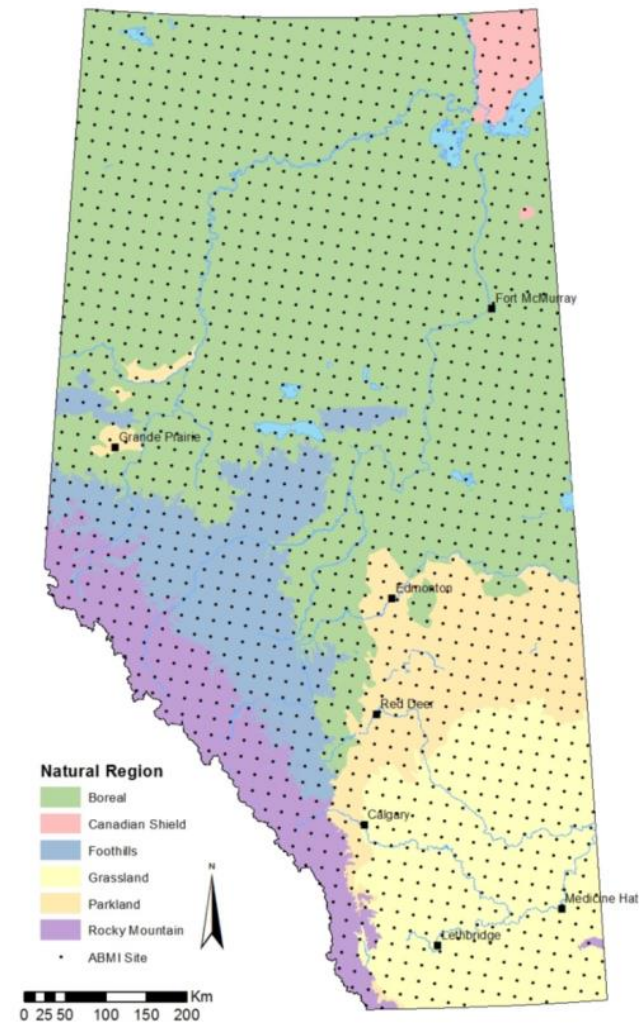 Fort McMurray
Grande Prairie
Edmonton
Red Deer
Calgary
Medicine Hat
Lethbridge
Natural Region
Boreal
Canadian Shield
Foothills
Grassland
Parkland
Rocky Mountain
ABMI Site
N
Km
0 25 50 100 150 200